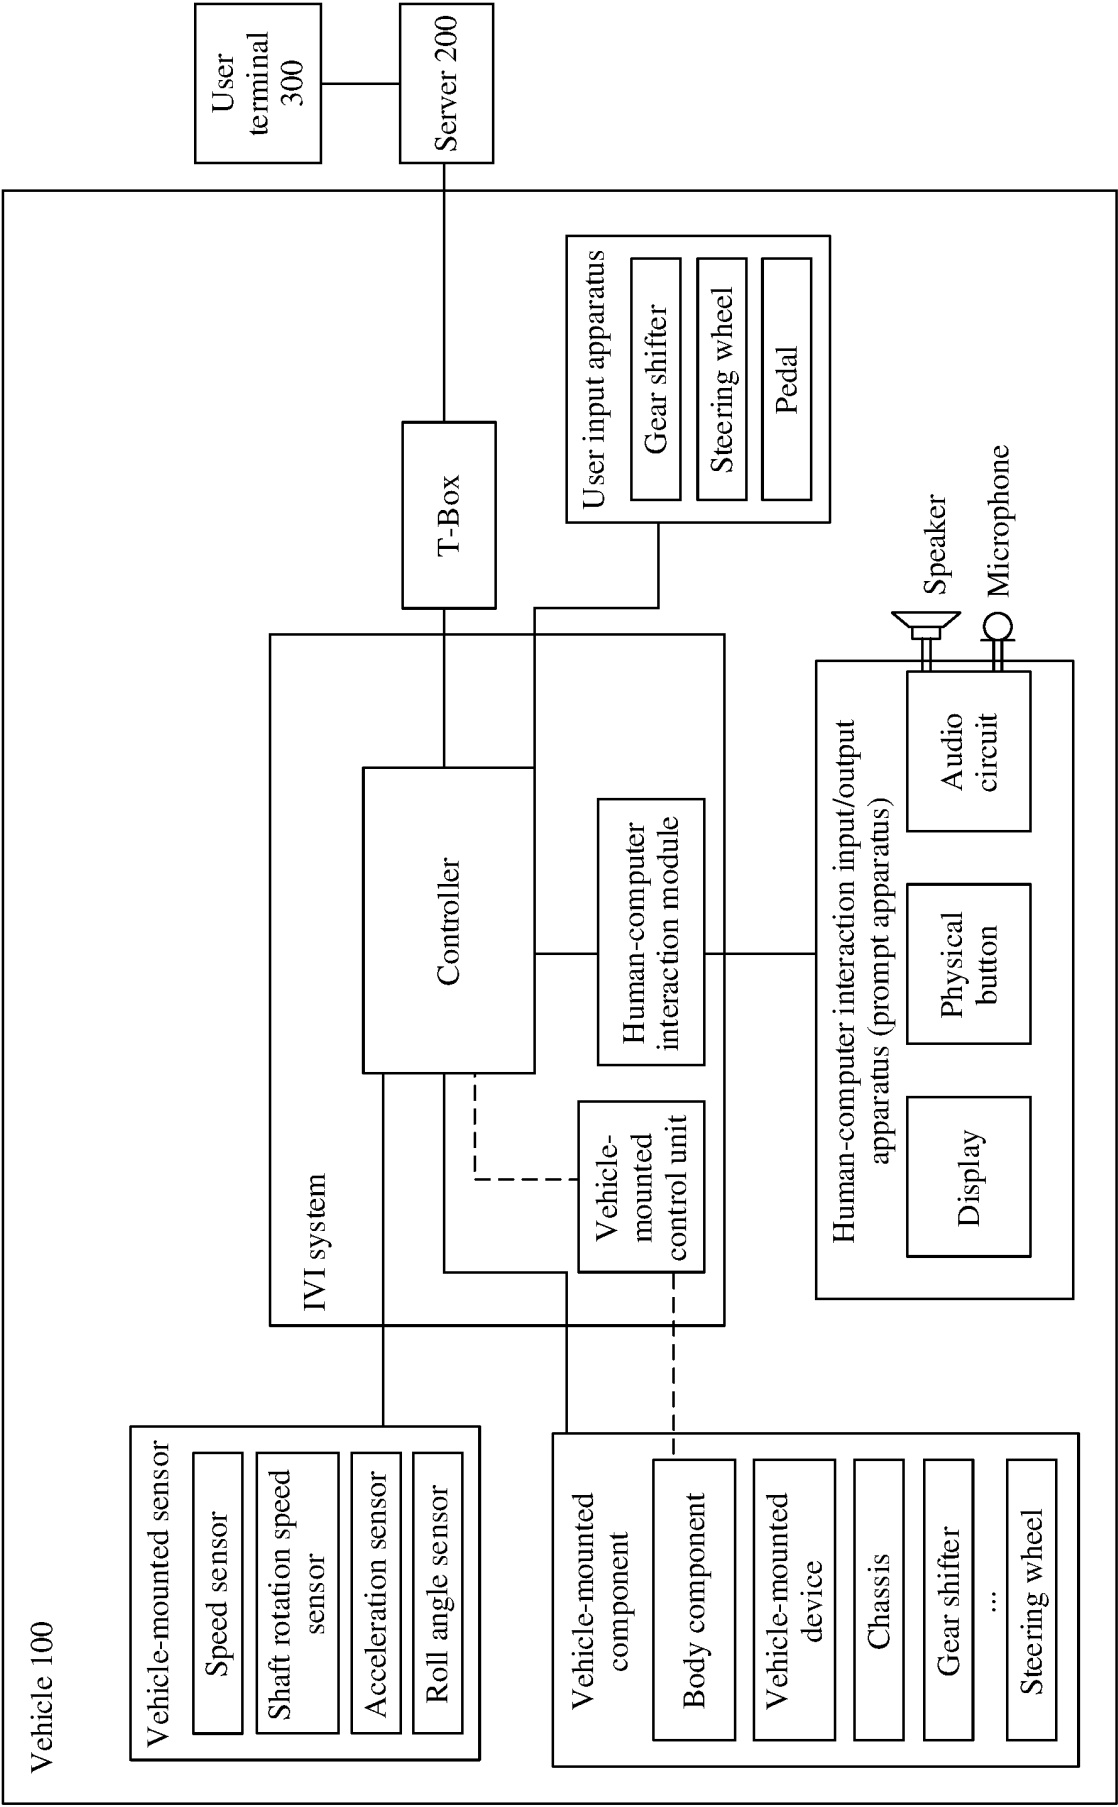 Vehicle 100
Vehicle-mounted sensor
Speed sensor
Shaft rotation speed
sensor
Acceleration sensor
Roll angle sensor
Vehicle-mounted
component
Body component
Vehicle-mounted
device
Chassis
Gear shifter
...
Steering wheel
IVI system
Controller
Vehicle-
mounted
control unit
Human-computer
interaction module
T-Box
User input apparatus
Gear shifter
Steering wheel
Pedal
Human-computer interaction input/output
apparatus (prompt apparatus)
Display
Physical
button
Audio
circuit
Speaker
Microphone
User
terminal
300
Server 200